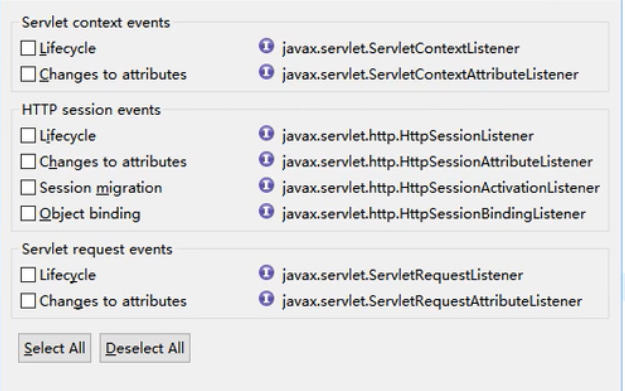 Servlet context events
Lifecycle javax.servlet.ServletContextListener
Changes to attributes javax.servlet.ServletContextAttributeListener
HTTP session events
Lifecycle javax.servlet.http.HttpSessionListener
Changes to attributes javax.servlet.http.HttpSessionAttributeListener
Session migration javax.servlet.http.HttpSessionActivationListener
Object binding javax.servlet.http.HttpSessionBindingListener
Servlet request events
Lifecycle javax.servlet.ServletRequestListener
Changes to attributes javax.servlet.ServletRequestAttributeListener
Select All Deselect All